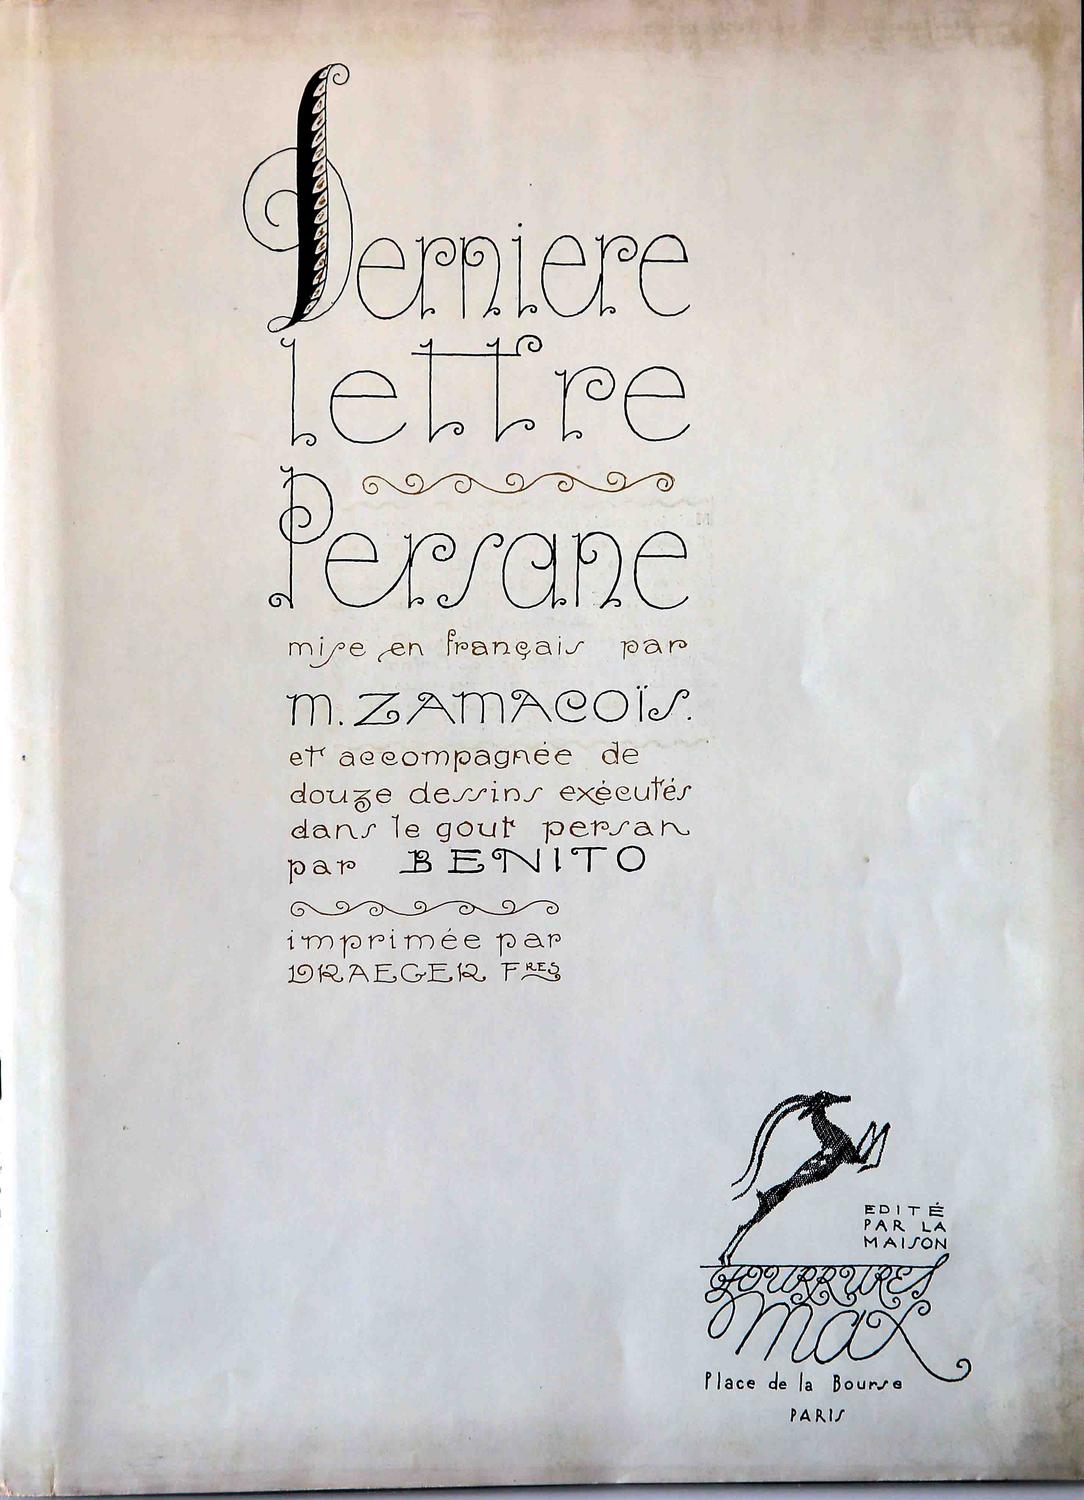 Derniere
lettre
Persane
mise en français par
M. ZAMACOÏS.
et accompagnée de
douze dessins exécutés
dans le gout persan
par BENITO
imprimée par
DRAEGER FRES
EDITÉ
PAR LA
MAISON
FOURRURES
Max
Place de la Bourse
PARIS